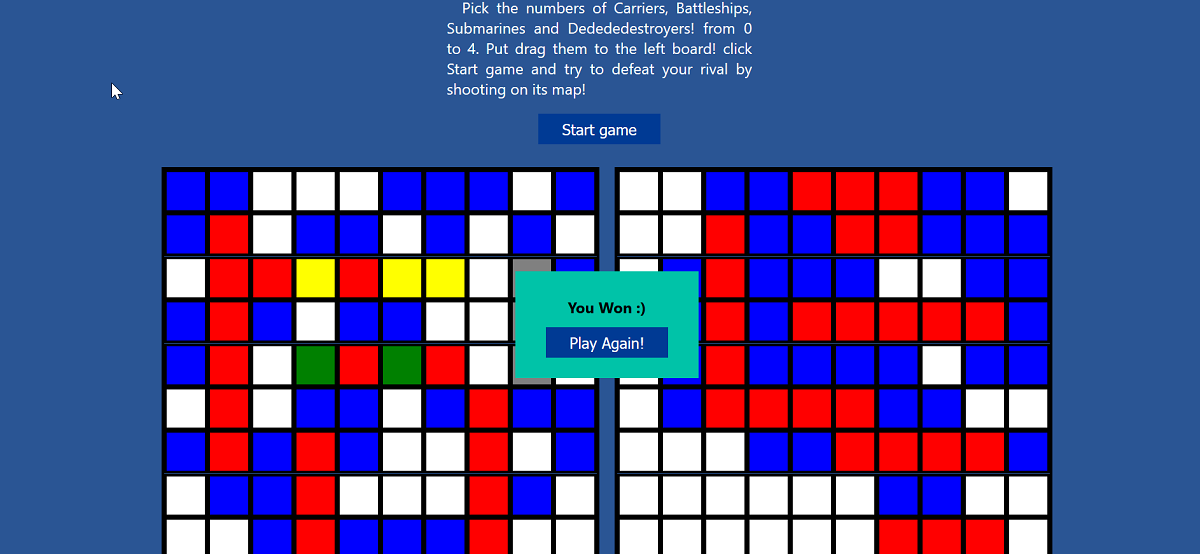 Pick the numbers of Carriers, Battleships,
Submarines and Dedededestroyers! from 0
to 4. Put drag them to the left board! click
Start game and try to defeat your rival by
shooting on its map!
Start game
You Won :)
Play Again!